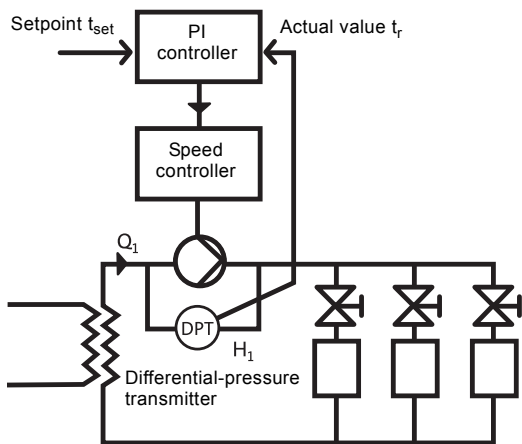 Setpoint tset
PI
controller
Actual value tr
Speed
controller
Q1
DPT
H1
Differential-pressure
transmitter